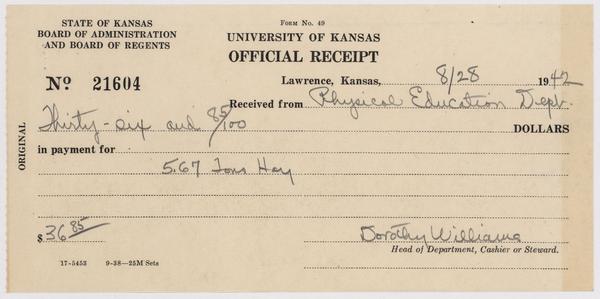 STATE OF KANSAS
BOARD OF ADMINISTRATION
AND BOARD OF REGENTS
FORM NO. 49
UNIVERSITY OF KANSAS
OFFICIAL RECEIPT
No. 21604
Lawrence, Kansas, 8/28 1942
Received from Physical Education Dept.
Thirty-six and 85/100 DOLLARS
in payment for
5.67 Tons Hay
ORIGINAL
$36.85
Dorothy Williams
Head of Department, Cashier or Steward.
17-5453 9-38—25M Sets